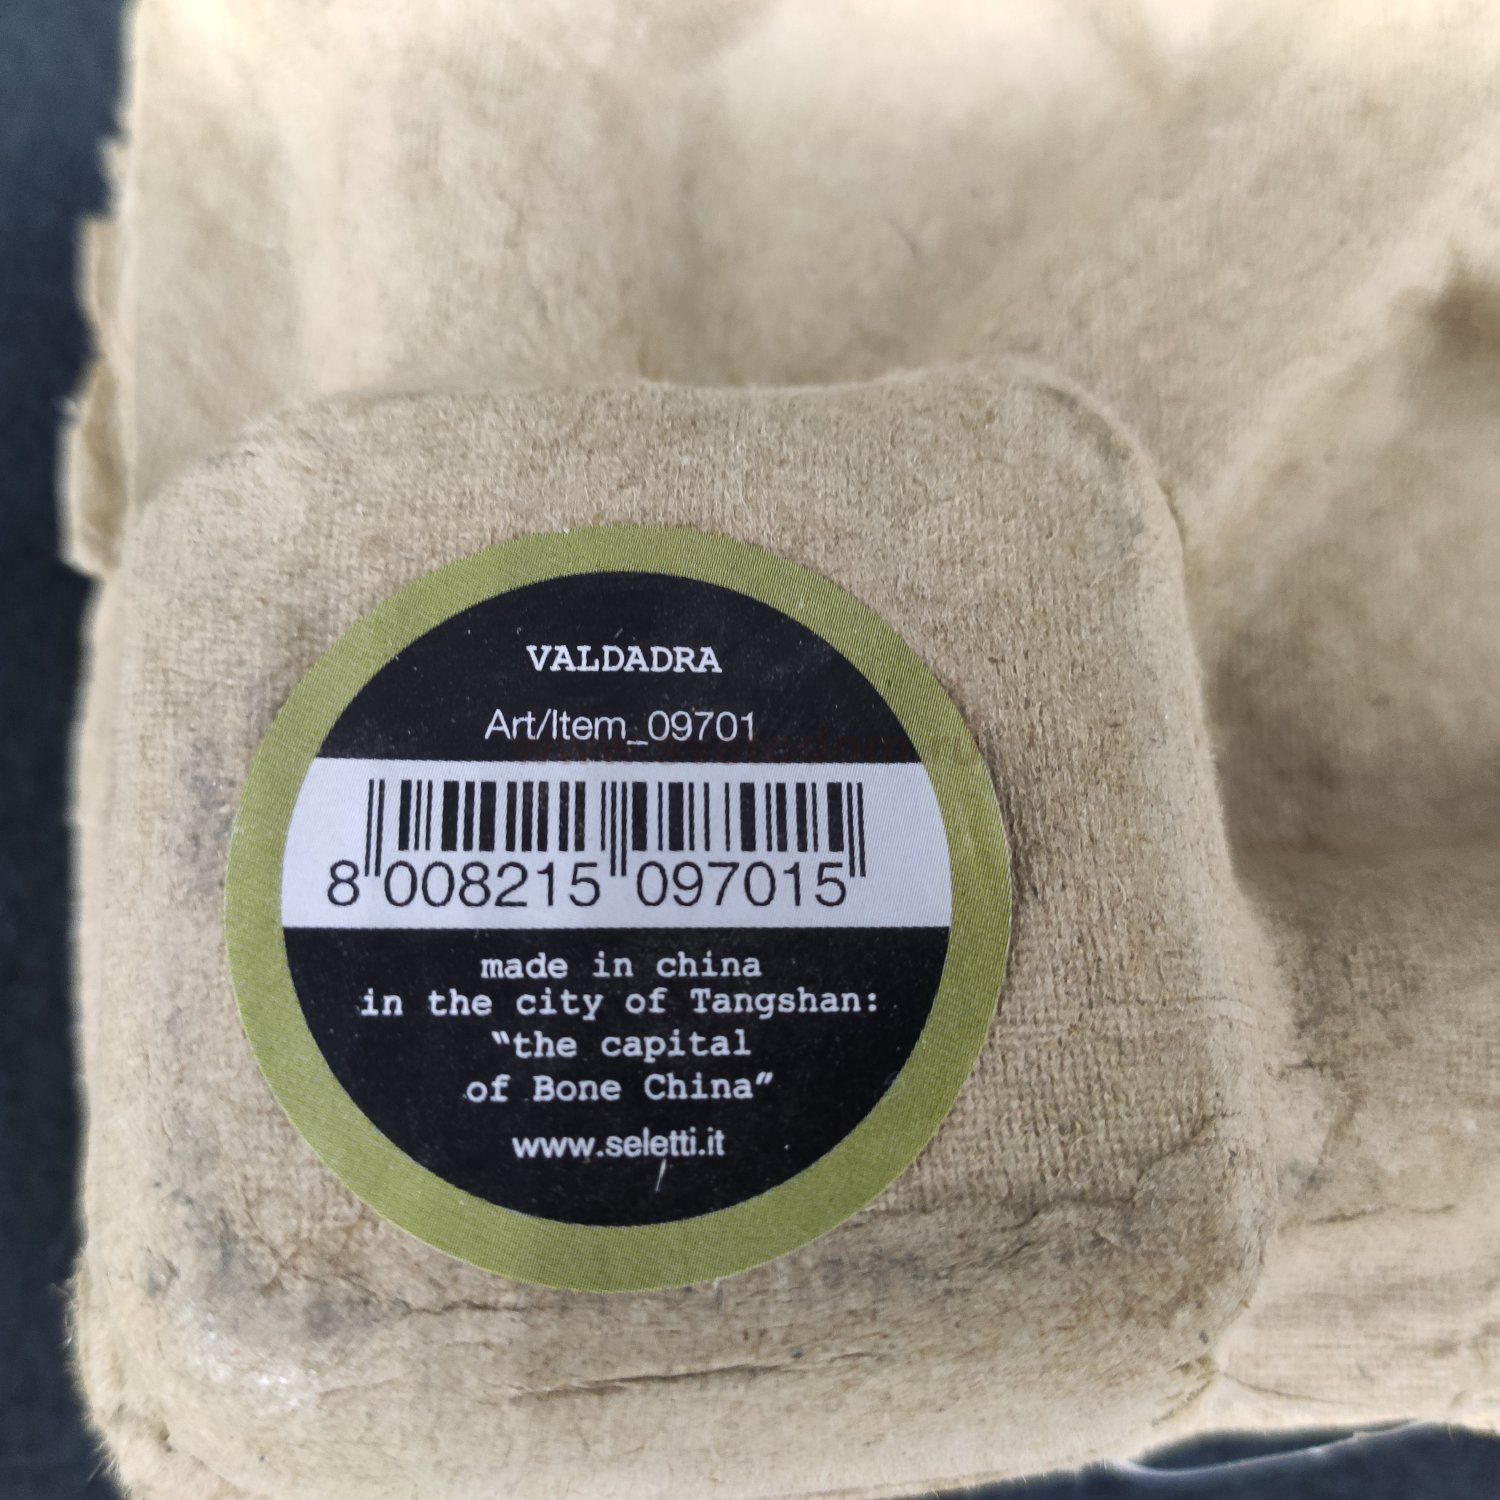 VALDADRA
Art/Item_09701
8 008215 097015
made in china
in the city of Tangshan:
"the capital
of Bone China"
www.seletti.it